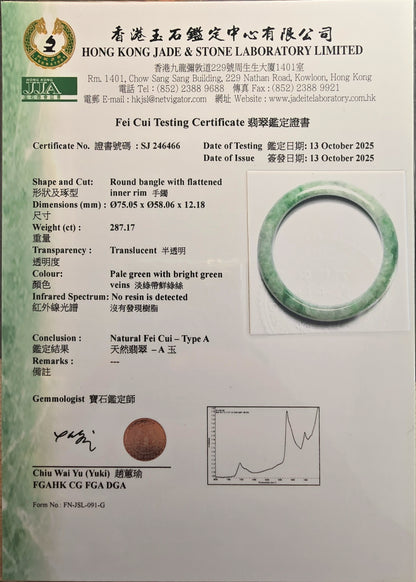 香港玉石鑑定中心有限公司
HONG KONG JADE & STONE LABORATORY LIMITED
香港九龍彌敦道229號周生生大廈1401室
Rm. 1401, Chow Sang Sang Building, 229 Nathan Road, Kowloon, Hong Kong
電話 Tel : (852) 2388 9688 傳真 Fax : (852) 2388 9921
電郵 E-mail : hkjsl@netvigator.com 網址 Website : www.jadeitelaboratory.com.hk
HONG KONG
JJA
Fei Cui Testing Certificate 翡翠鑑定證書
Certificate No. 證書號碼 : SJ 246466
Date of Testing 鑑定日期: 13 October 2025
Date of Issue 簽發日期: 13 October 2025
Shape and Cut: Round bangle with flattened
形狀及琢型 inner rim 手鐲
Dimensions (mm) : Ø75.05 x Ø58.06 x 12.18
尺寸
Weight (ct) : 287.17
重量
Transparency : Translucent 半透明
透明度
Colour: Pale green with bright green
顏色 veins 淡綠帶鮮綠絲
Infrared Spectrum: No resin is detected
紅外線光譜 沒有發現樹脂
Conclusion : Natural Fei Cui – Type A
鑑定結果 天然翡翠 – A 玉
Remarks : ---
備註
Gemmologist 寶石鑑定師
Chiu Wai Yu (Yuki) 趙蕙瑜
FGAHK CG FGA DGA
Form No.: FN-JSL-091-G